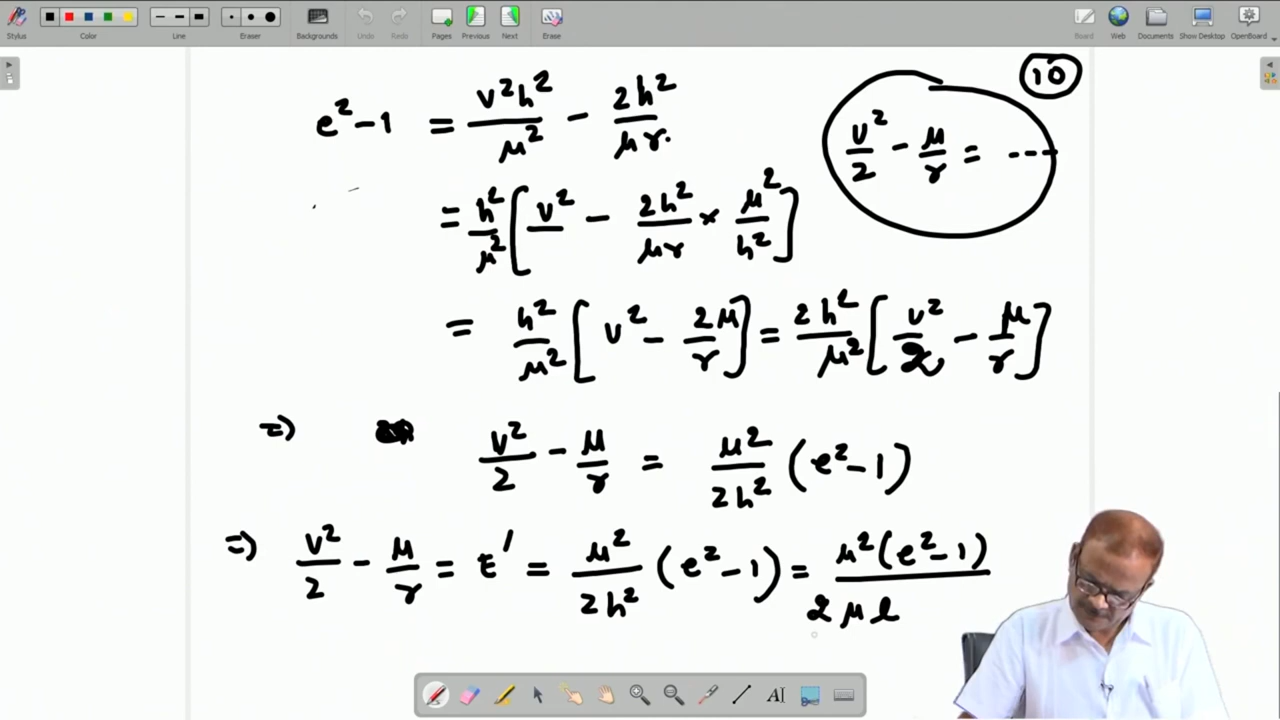 Stylus Color Line Eraser Backgrounds Undo Redo Pages Previous Next Erase Board Web Documents Show Desktop OpenBoard
10
e² - 1 = v²h²/μ² - 2h²/μr
v²/2 - μ/r = ---
= h²/μ² [v² - 2h²/μr × μ²/h²]
= h²/μ² [v² - 2μ/r] = 2h²/μ² [v²/2 - μ/r]
=> v²/2 - μ/r = μ²/2h² (e² - 1)
=> v²/2 - μ/r = ε' = μ²/2h² (e² - 1) = μ²(e² - 1)/2μl
AI